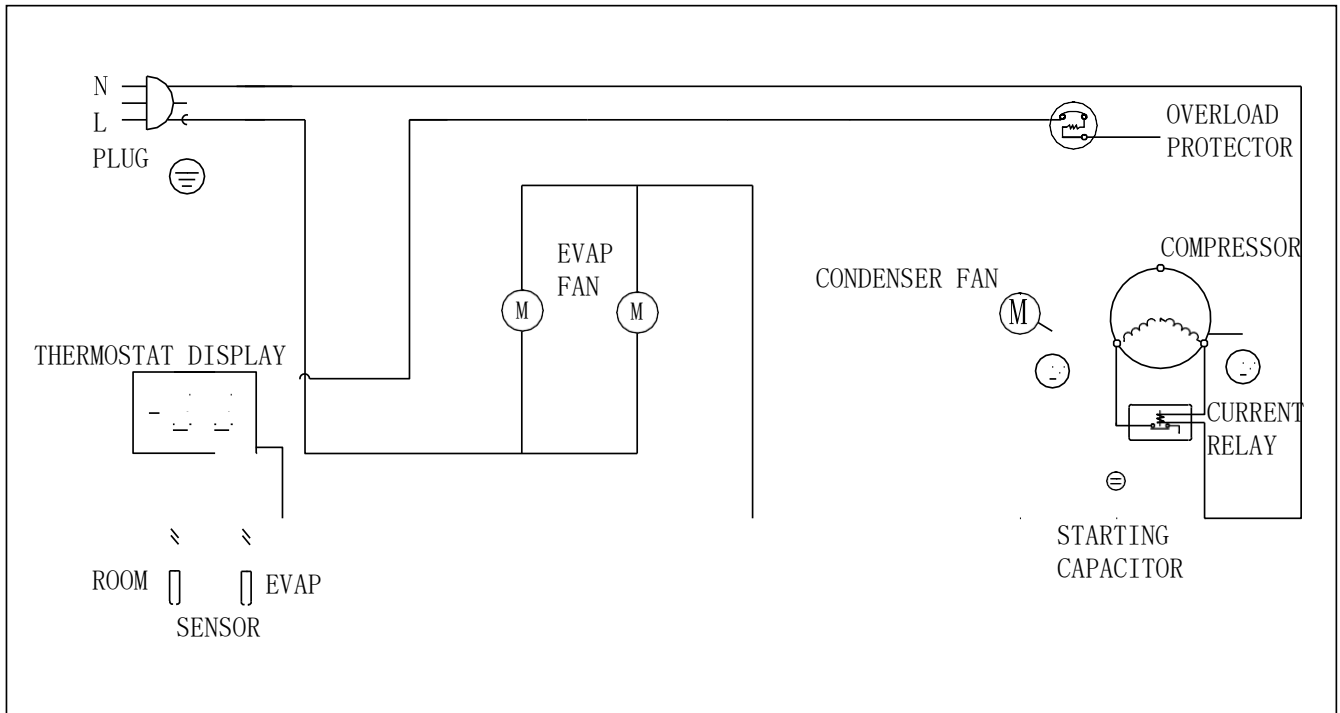 N
L
PLUG
OVERLOAD
PROTECTOR
EVAP
FAN
M
M
CONDENSER FAN
M
COMPRESSOR
THERMOSTAT DISPLAY
CURRENT
RELAY
STARTING
CAPACITOR
ROOM
EVAP
SENSOR